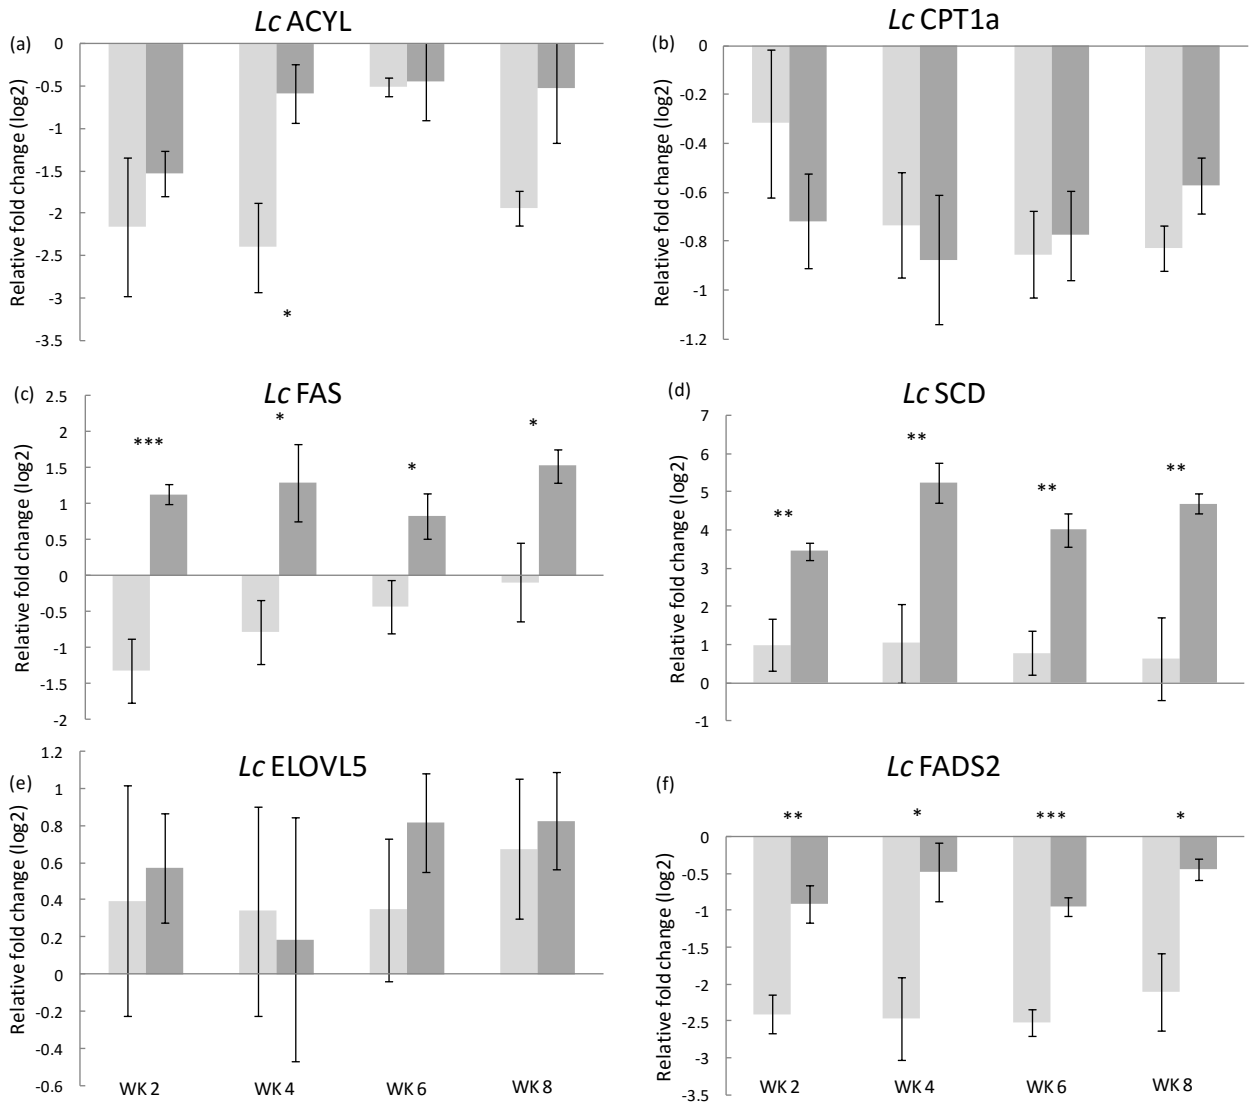 Lc ACYL
(a)
Relative fold change (log2)
0
-0.5
-1
-1.5
-2
-2.5
-3
-3.5
*
Lc CPT1a
(b)
Relative fold change (log2)
0
-0.2
-0.4
-0.6
-0.8
-1
-1.2
Lc FAS
(c)
Relative fold change (log2)
2.5
2
1.5
1
0.5
0
-0.5
-1
-1.5
-2
***
*
*
*
Lc SCD
(d)
Relative fold change (log2)
7
6
5
4
3
2
1
0
-1
**
**
**
**
Lc ELOVL5
(e)
Relative fold change (log2)
1.2
1
0.8
0.6
0.4
0.2
0
-0.2
-0.4
-0.6
WK 2
WK 4
WK 6
WK 8
Lc FADS2
(f)
Relative fold change (log2)
0
-0.5
-1
-1.5
-2
-2.5
-3
-3.5
**
*
***
*
WK 2
WK 4
WK 6
WK 8